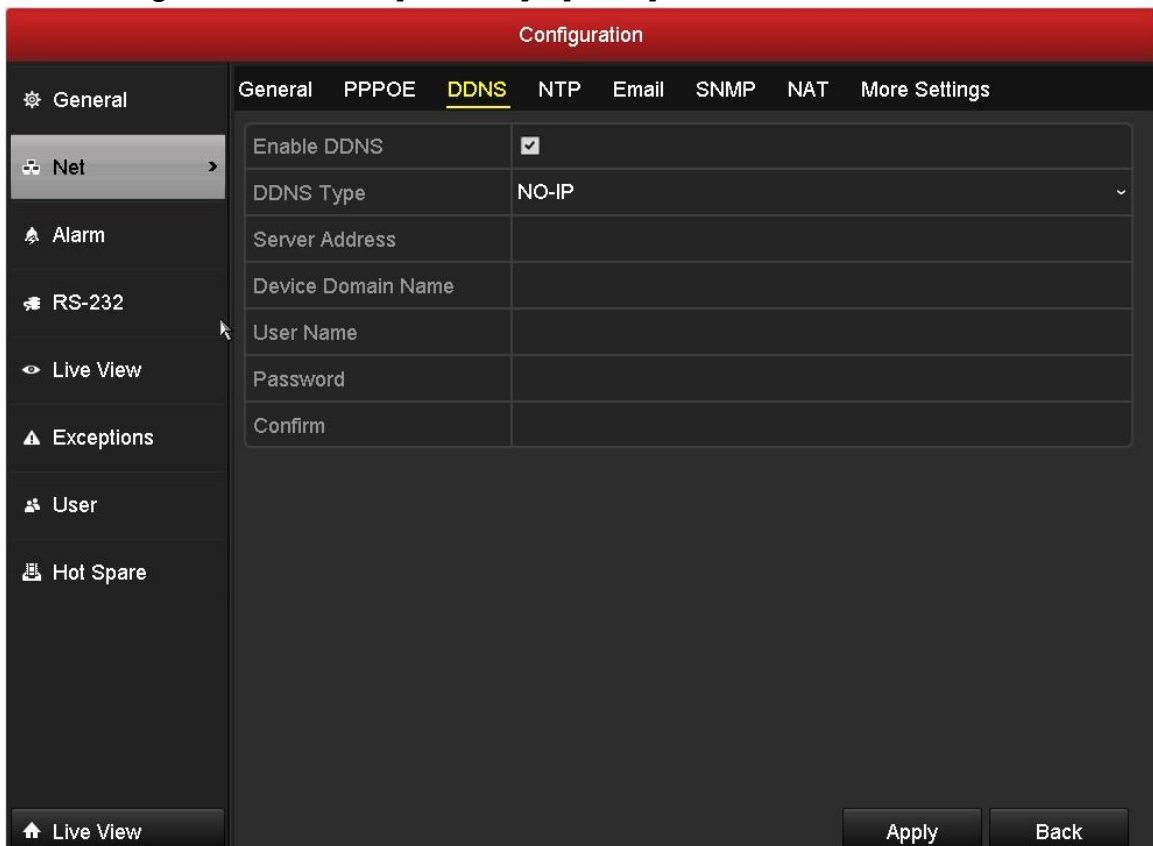 Configuration
General
Net
Alarm
RS-232
Live View
Exceptions
User
Hot Spare
Live View
General PPPOE DDNS NTP Email SNMP NAT More Settings
Enable DDNS
DDNS Type NO-IP
Server Address
Device Domain Name
User Name
Password
Confirm
Apply Back